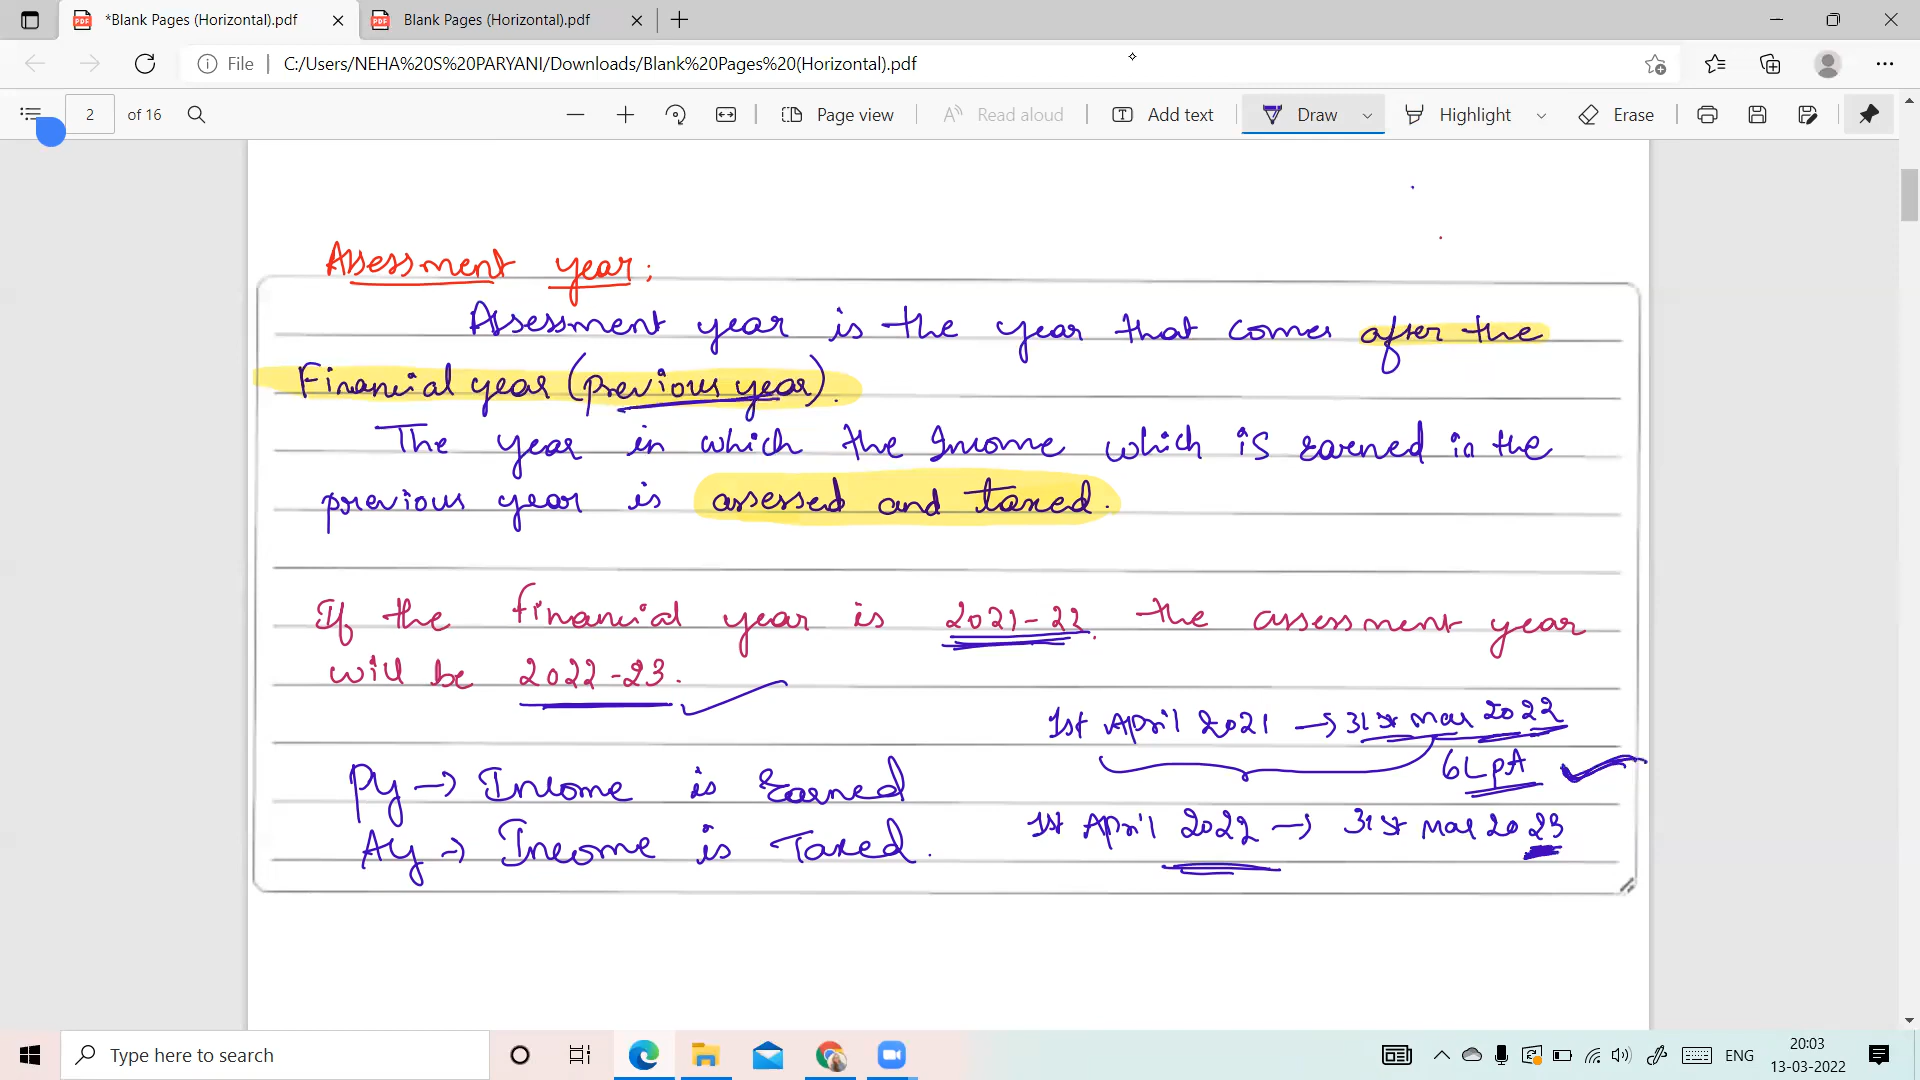 *Blank Pages (Horizontal).pdf
Blank Pages (Horizontal).pdf
File
C:/Users/NEHA%20S%20PARYANI/Downloads/Blank%20Pages%20(Horizontal).pdf
2 of 16
Page view
Read aloud
Add text
Draw
Highlight
Erase
Assessment year:
Assessment year is the year that comes after the
Financial year (previous year).
The year in which the Income which is earned in the
previous year is assessed and taxed.
If the financial year is 2021-22. the assessment year
will be 2022-23.
1st April 2021 → 31st Mar 2022
6 LPA
Py → Income is Earned
1st April 2022 → 31st Mar 2023
Ay → Income is Taxed.
Type here to search
ENG
20:03
13-03-2022